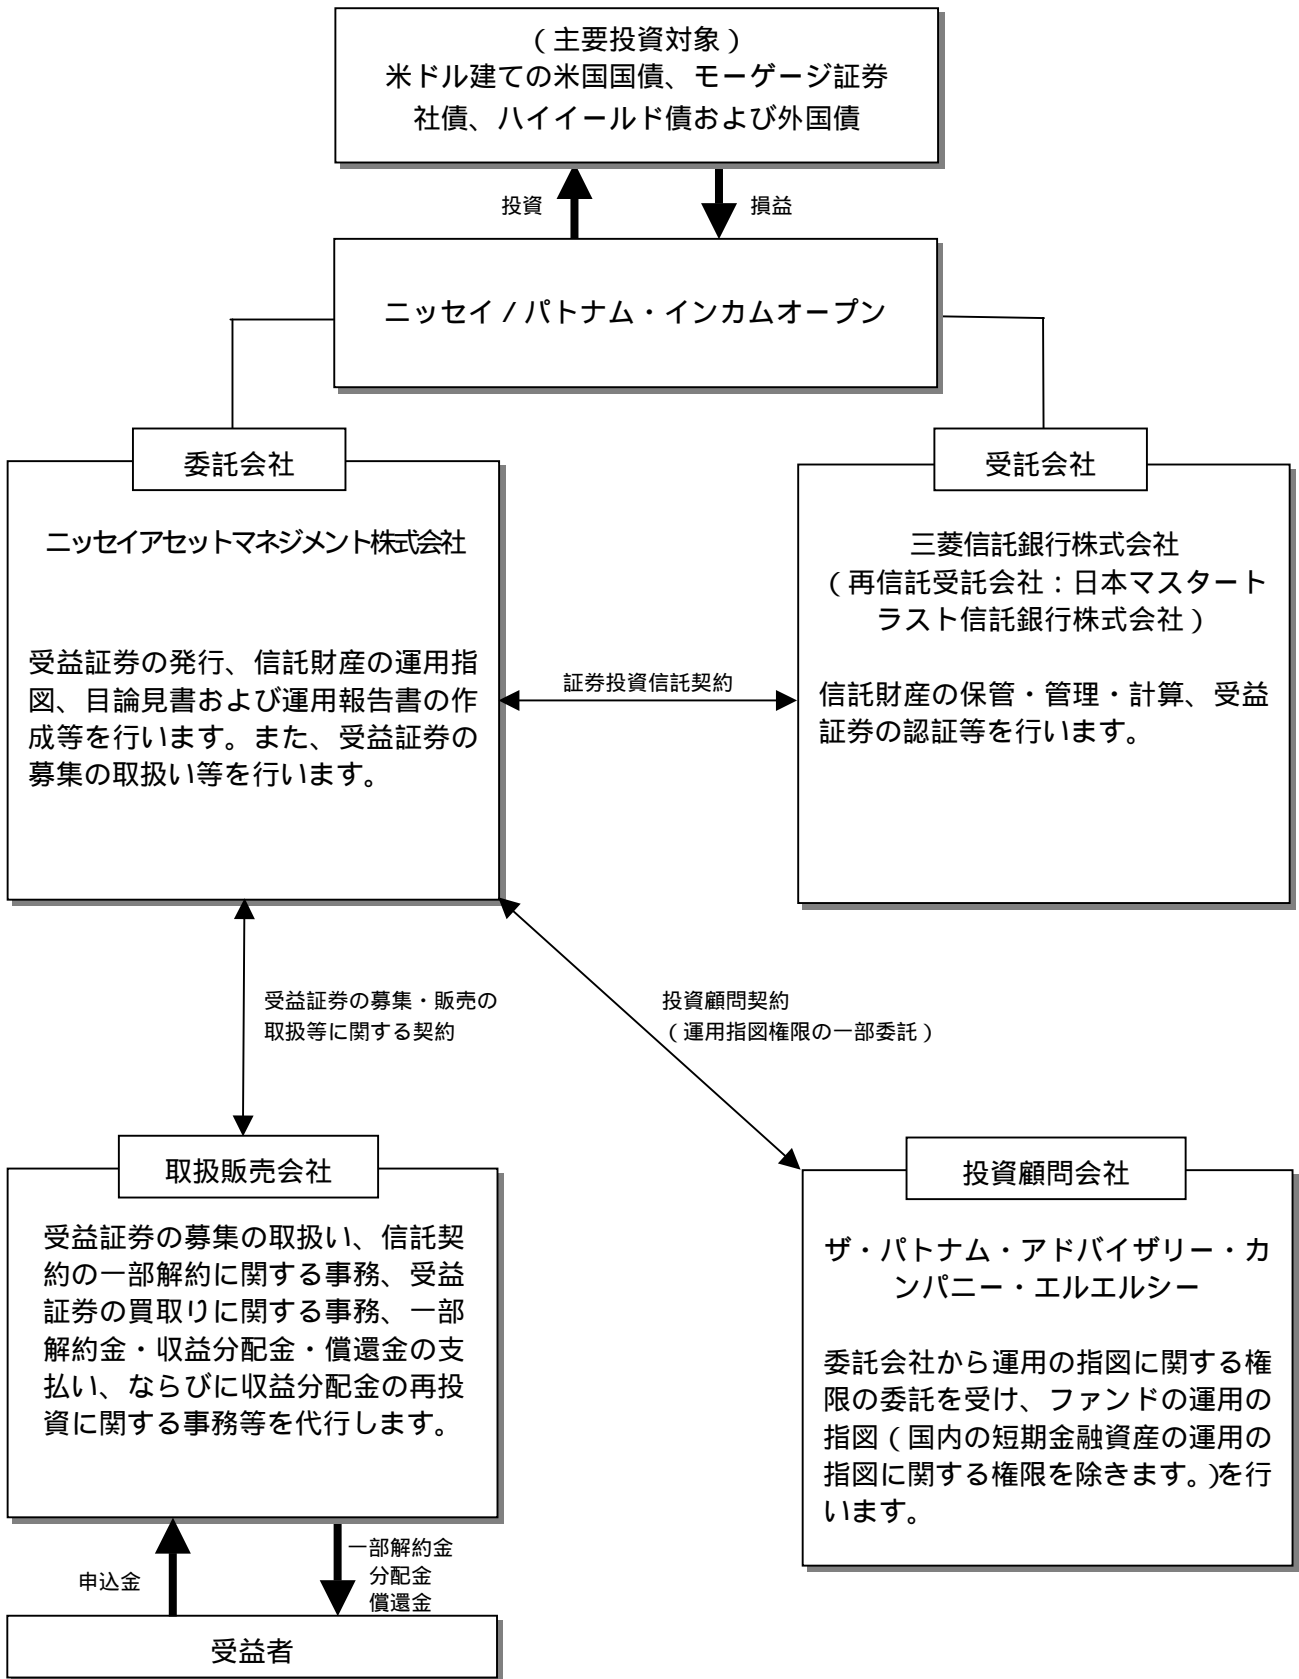 （主要投資対象）
米ドル建ての米国国債、モーゲージ証券
社債、ハイイールド債および外国債
投資
損益
ニッセイ／パトナム・インカムオープン
委託会社
ニッセイアセットマネジメント株式会社
受益証券の発行、信託財産の運用指
図、目論見書および運用報告書の作
成等を行います。また、受益証券の
募集の取扱い等を行います。
証券投資信託契約
受託会社
三菱信託銀行株式会社
（再信託受託会社：日本マスタート
ラスト信託銀行株式会社）
信託財産の保管・管理・計算、受益
証券の認証等を行います。
受益証券の募集・販売の
取扱等に関する契約
投資顧問契約
（運用指図権限の一部委託）
取扱販売会社
受益証券の募集の取扱い、信託契
約の一部解約に関する事務、受益
証券の買取りに関する事務、一部
解約金・収益分配金・償還金の支
払い、ならびに収益分配金の再投
資に関する事務等を代行します。
投資顧問会社
ザ・パトナム・アドバイザリー・カ
ンパニー・エルエルシー
委託会社から運用の指図に関する権
限の委託を受け、ファンドの運用の
指図（国内の短期金融資産の運用の
指図に関する権限を除きます。）を行
います。
申込金
一部解約金
分配金
償還金
受益者